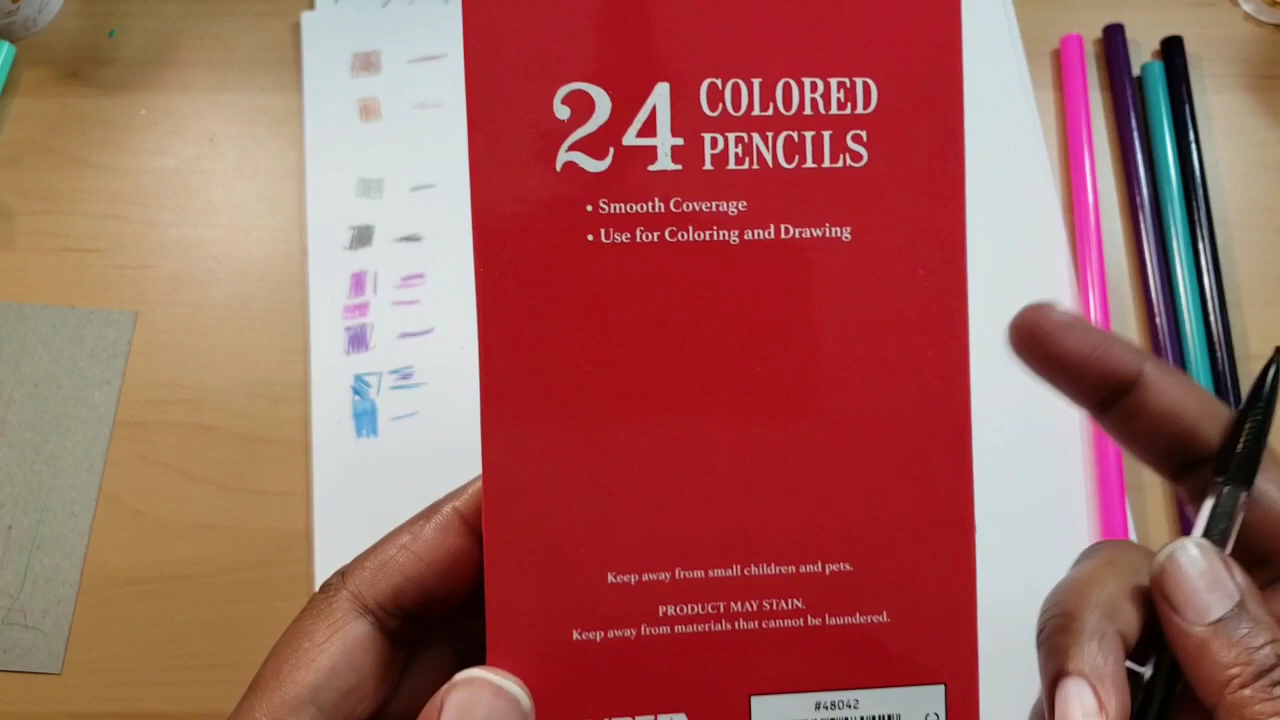 24 COLORED
PENCILS
• Smooth Coverage
• Use for Coloring and Drawing
Keep away from small children and pets.
PRODUCT MAY STAIN.
Keep away from materials that cannot be laundered.
#48042